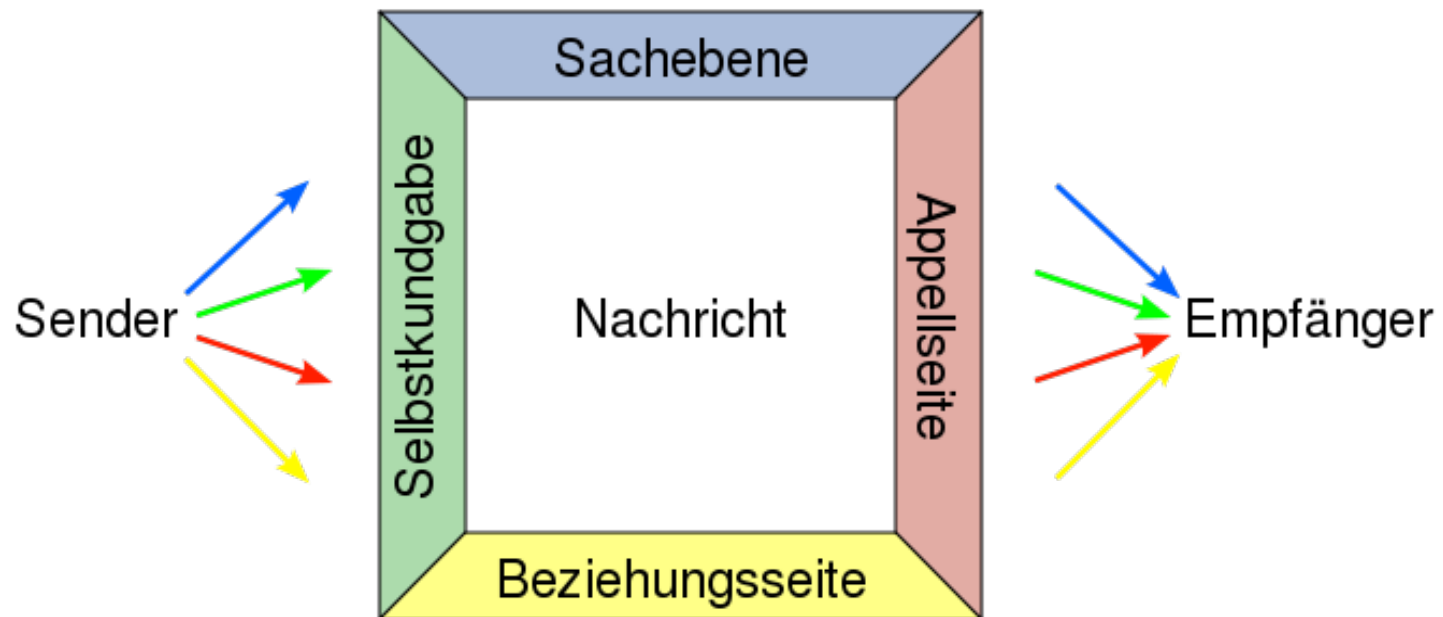 Sachebene
Sender
Selbstkundgabe
Nachricht
Appellseite
Empfänger
Beziehungsseite